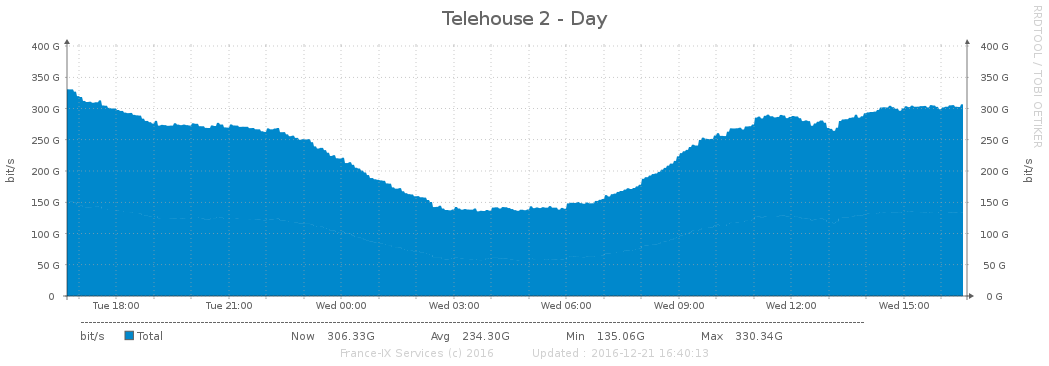 Telehouse 2 - Day
RRDTOOL / TOBI OETIKER
bit/s
bit/s
400 G 400 G
350 G 350 G
300 G 300 G
250 G 250 G
200 G 200 G
150 G 150 G
100 G 100 G
50 G 50 G
0 0 G
Tue 18:00 Tue 21:00 Wed 00:00 Wed 03:00 Wed 06:00 Wed 09:00 Wed 12:00 Wed 15:00
bit/s Total Now 306.33G Avg 234.30G Min 135.06G Max 330.34G
France-IX Services (c) 2016 Updated : 2016-12-21 16:40:13